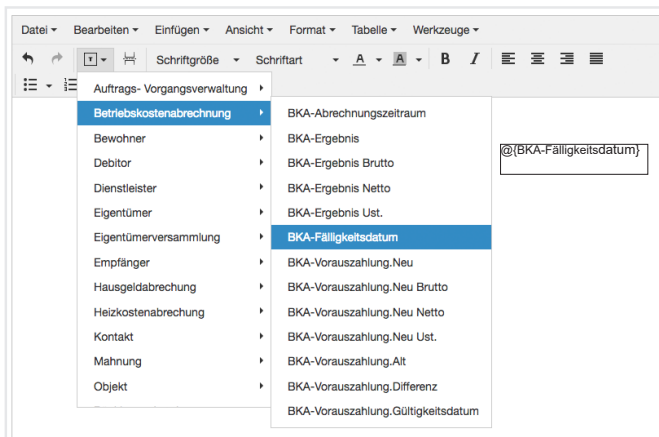 Datei Bearbeiten Einfügen Ansicht Format Tabelle Werkzeuge
T Schriftgröße Schriftart A A B I
Auftrags- Vorgangsverwaltung
Betriebskostenabrechnung
Bewohner
Debitor
Dienstleister
Eigentümer
Eigentümerversammlung
Empfänger
Hausgeldabrechung
Heizkostenabrechung
Kontakt
Mahnung
Objekt
BKA-Abrechnungszeitraum
BKA-Ergebnis
BKA-Ergebnis Brutto
BKA-Ergebnis Netto
BKA-Ergebnis Ust.
BKA-Fälligkeitsdatum
BKA-Vorauszahlung.Neu
BKA-Vorauszahlung.Neu Brutto
BKA-Vorauszahlung.Neu Netto
BKA-Vorauszahlung.Neu Ust.
BKA-Vorauszahlung.Alt
BKA-Vorauszahlung.Differenz
BKA-Vorauszahlung.Gültigkeitsdatum
@{BKA-Fälligkeitsdatum}